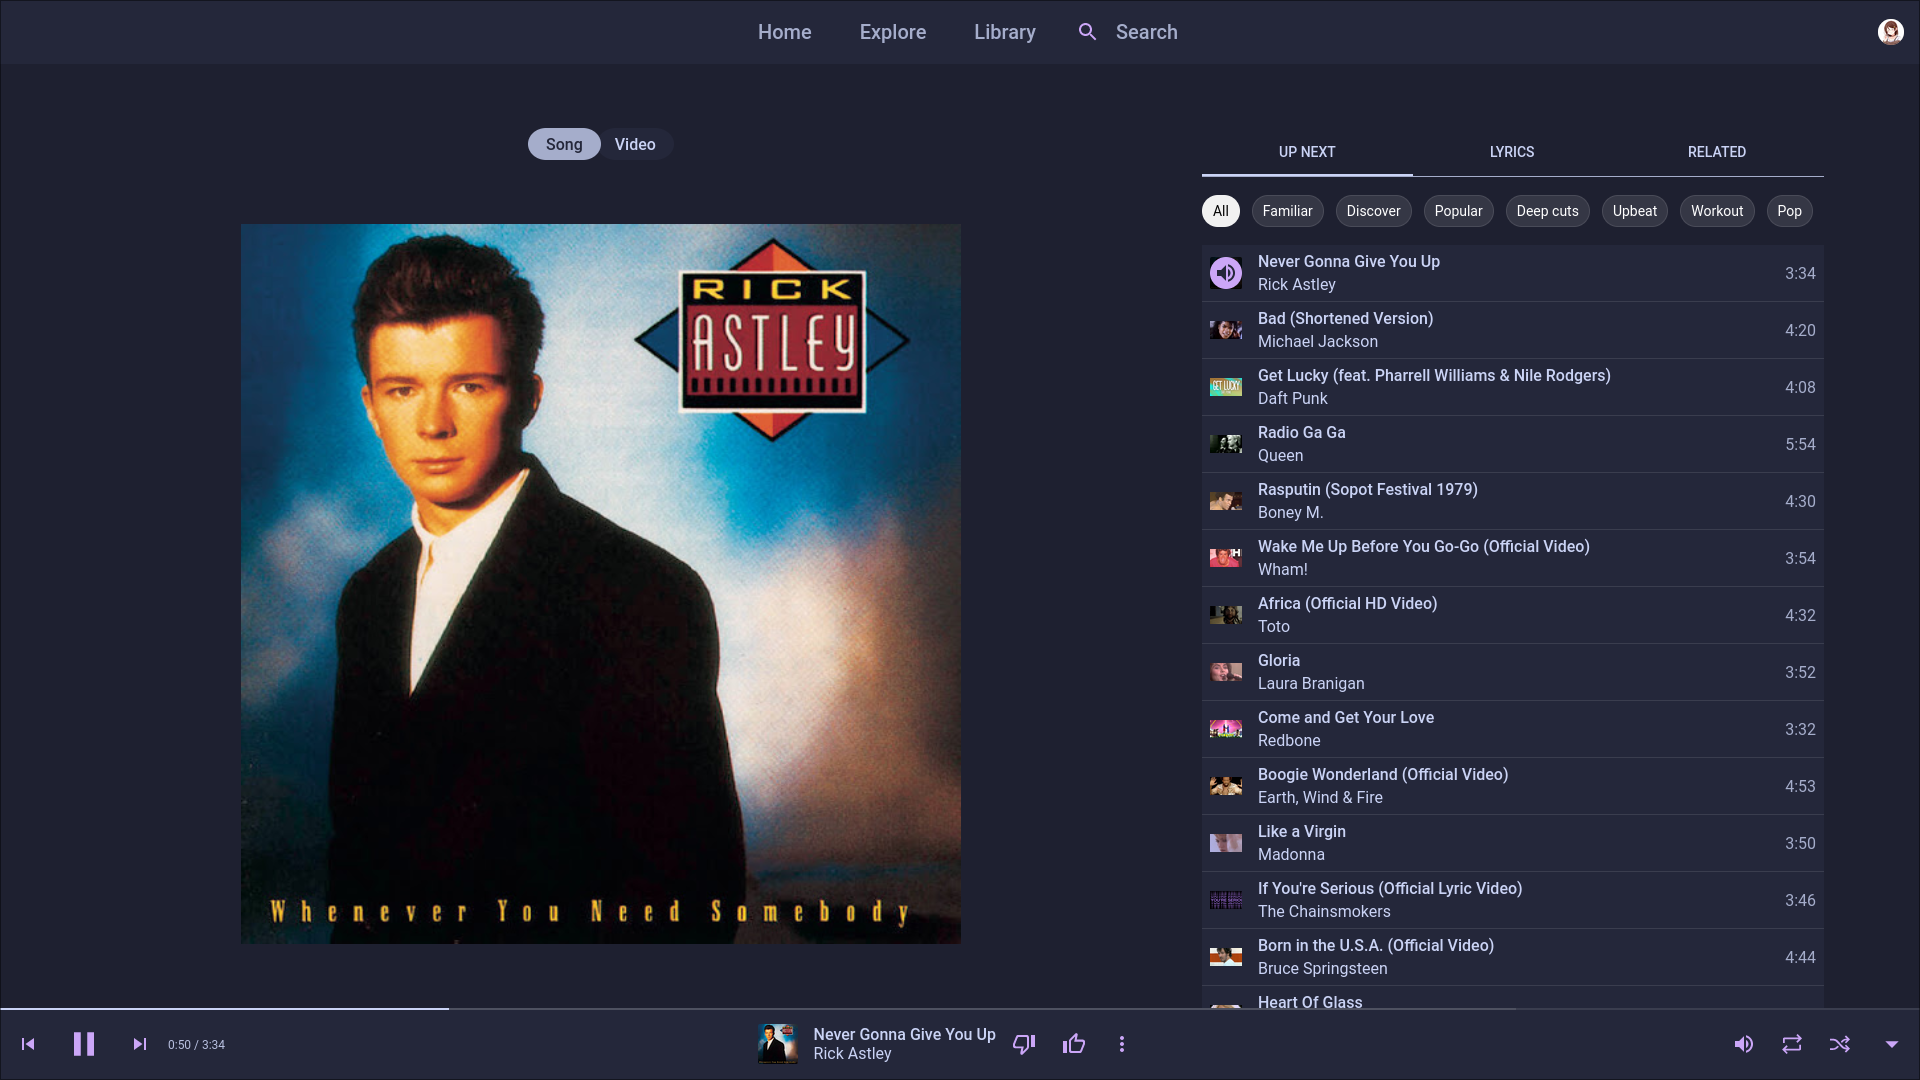 Home
Explore
Library
Search
Song
Video
RICK
ASTLEY
Whenever You Need Somebody
UP NEXT
LYRICS
RELATED
All
Familiar
Discover
Popular
Deep cuts
Upbeat
Workout
Pop
Never Gonna Give You Up
Rick Astley
3:34
Bad (Shortened Version)
Michael Jackson
4:20
GET LUCKY
Get Lucky (feat. Pharrell Williams & Nile Rodgers)
Daft Punk
4:08
Radio Ga Ga
Queen
5:54
Rasputin (Sopot Festival 1979)
Boney M.
4:30
Wake Me Up Before You Go-Go (Official Video)
Wham!
3:54
Africa (Official HD Video)
Toto
4:32
Gloria
Laura Branigan
3:52
Come and Get Your Love
Redbone
3:32
Boogie Wonderland (Official Video)
Earth, Wind & Fire
4:53
Like a Virgin
Madonna
3:50
If You're Serious (Official Lyric Video)
The Chainsmokers
3:46
Born in the U.S.A. (Official Video)
Bruce Springsteen
4:44
Heart Of Glass
0:50 / 3:34
Never Gonna Give You Up
Rick Astley